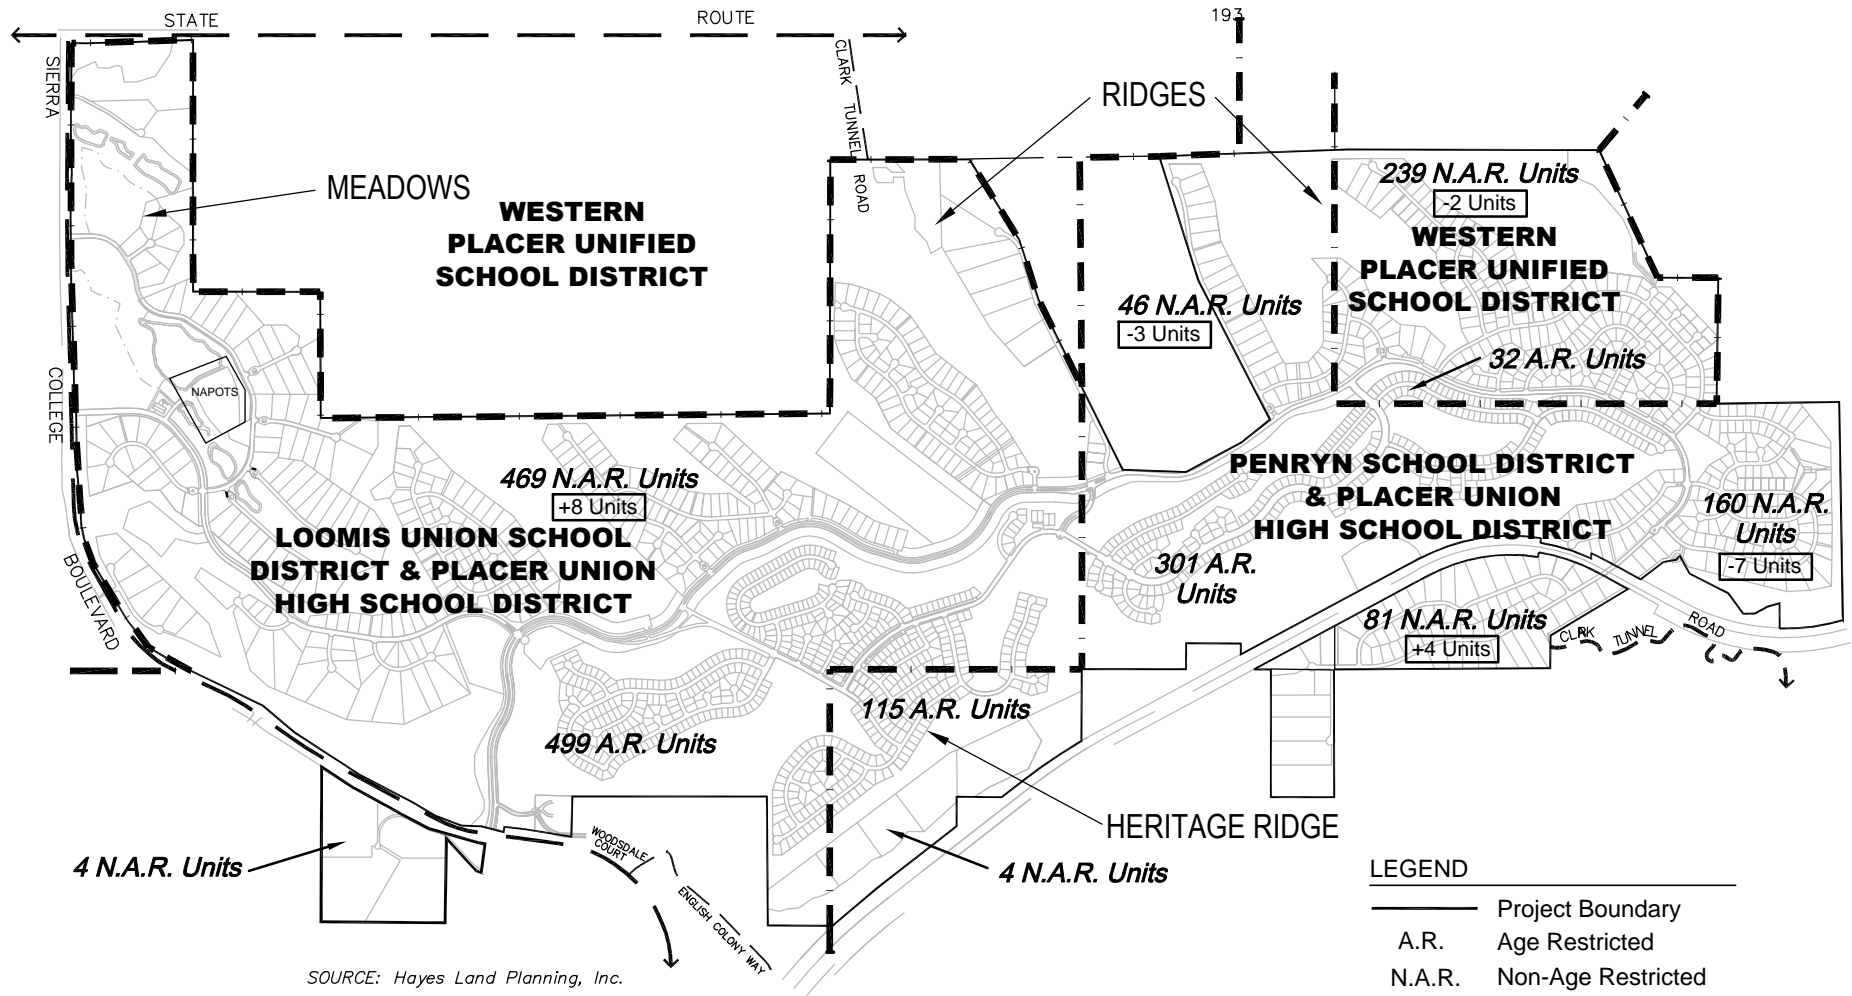 STATE
ROUTE
193
SIERRA
COLLEGE
BOULEVARD
CLARK TUNNEL ROAD
RIDGES
MEADOWS
WESTERN
PLACER UNIFIED
SCHOOL DISTRICT
239 N.A.R. Units
-2 Units
WESTERN
PLACER UNIFIED
SCHOOL DISTRICT
46 N.A.R. Units
-3 Units
32 A.R. Units
NAPOTS
469 N.A.R. Units
+8 Units
LOOMIS UNION SCHOOL
DISTRICT & PLACER UNION
HIGH SCHOOL DISTRICT
PENRYN SCHOOL DISTRICT
& PLACER UNION
HIGH SCHOOL DISTRICT
160 N.A.R.
Units
-7 Units
301 A.R.
Units
81 N.A.R. Units
+4 Units
CLARK TUNNEL ROAD
115 A.R. Units
499 A.R. Units
HERITAGE RIDGE
4 N.A.R. Units
4 N.A.R. Units
WOODSDALE
COURT
ENGLISH COLONY WAY
LEGEND
Project Boundary
A.R. Age Restricted
N.A.R. Non-Age Restricted
SOURCE: Hayes Land Planning, Inc.